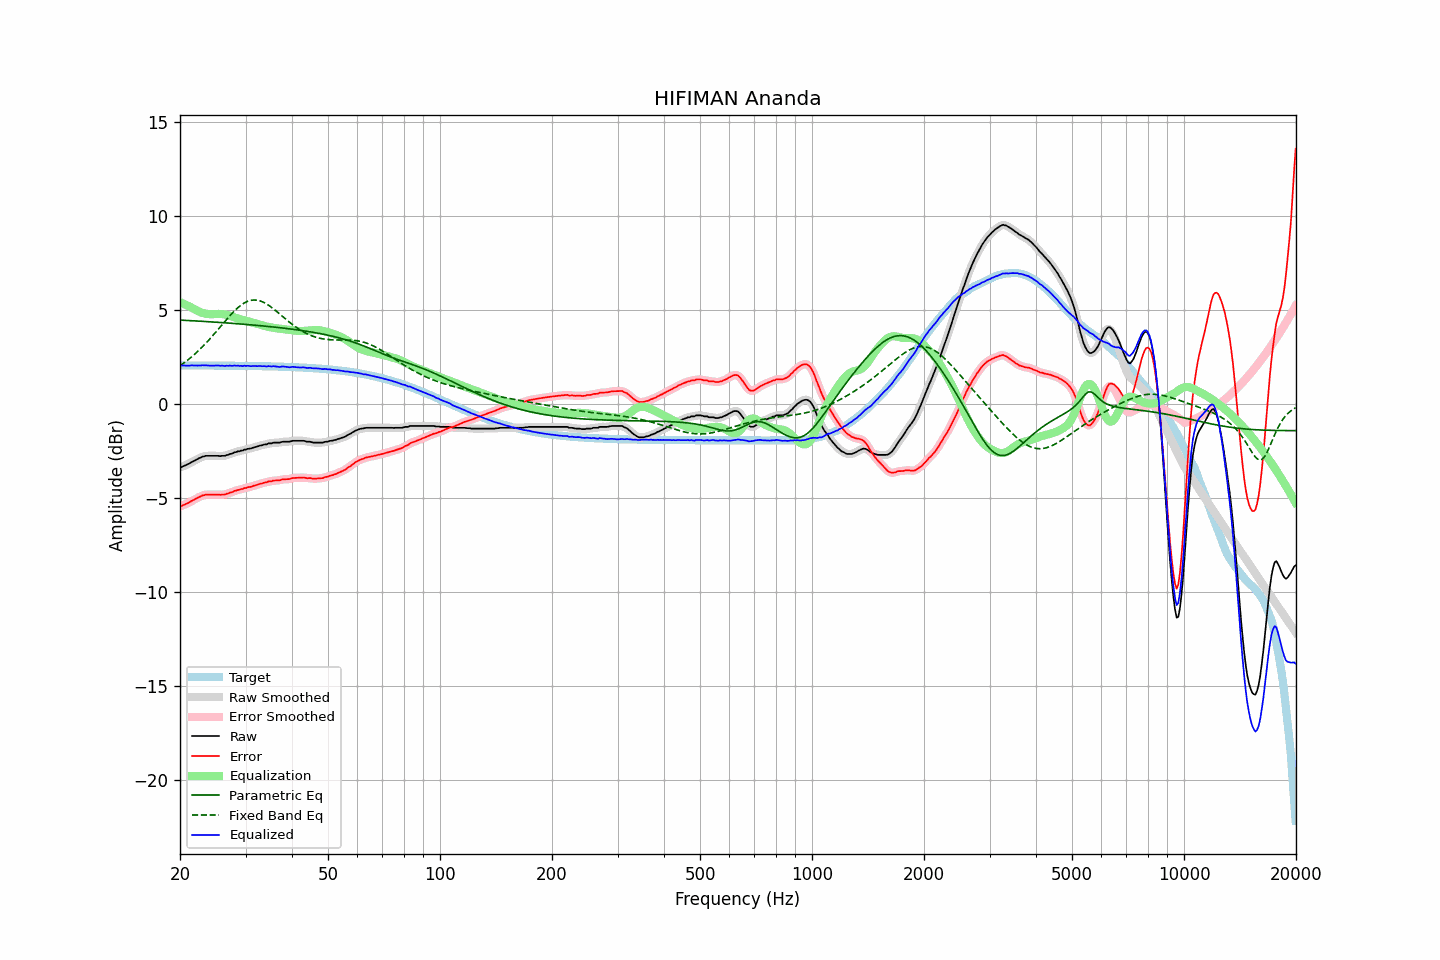 HIFIMAN Ananda
Amplitude (dBr)
15
10
5
0
−5
−10
−15
−20
Target
Raw Smoothed
Error Smoothed
Raw
Error
Equalization
Parametric Eq
Fixed Band Eq
Equalized
20 50 100 200 500 1000 2000 5000 10000 20000
Frequency (Hz)